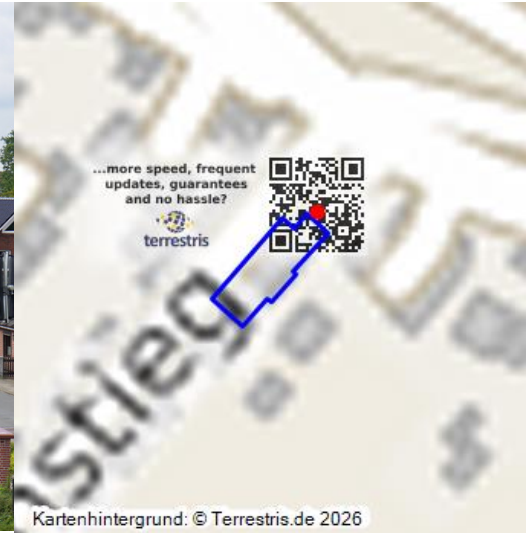 ...more speed, frequent
updates, guarantees
and no hassle?
terrestris
stieg
Kartenhintergrund: © Terrestris.de 2026